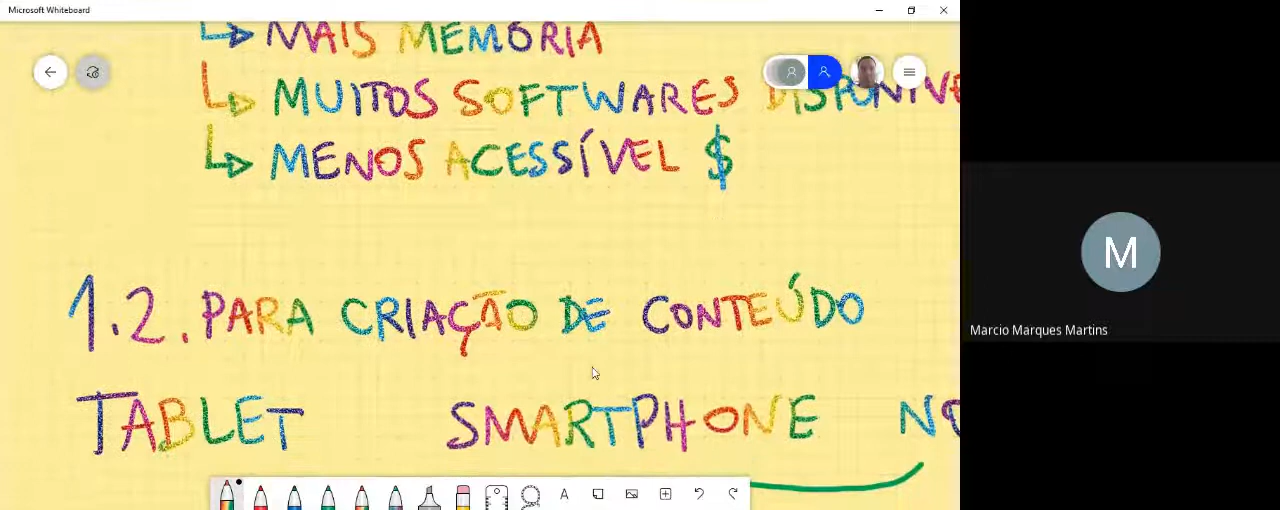 Microsoft Whiteboard
↳ MAIS MEMÓRIA
↳ MUITOS SOFTWARES
↳ MENOS ACESSÍVEL $
M
Marcio Marques Martins
1.2. PARA CRIAÇÃO DE CONTEÚDO
TABLET SMARTPHONE
A